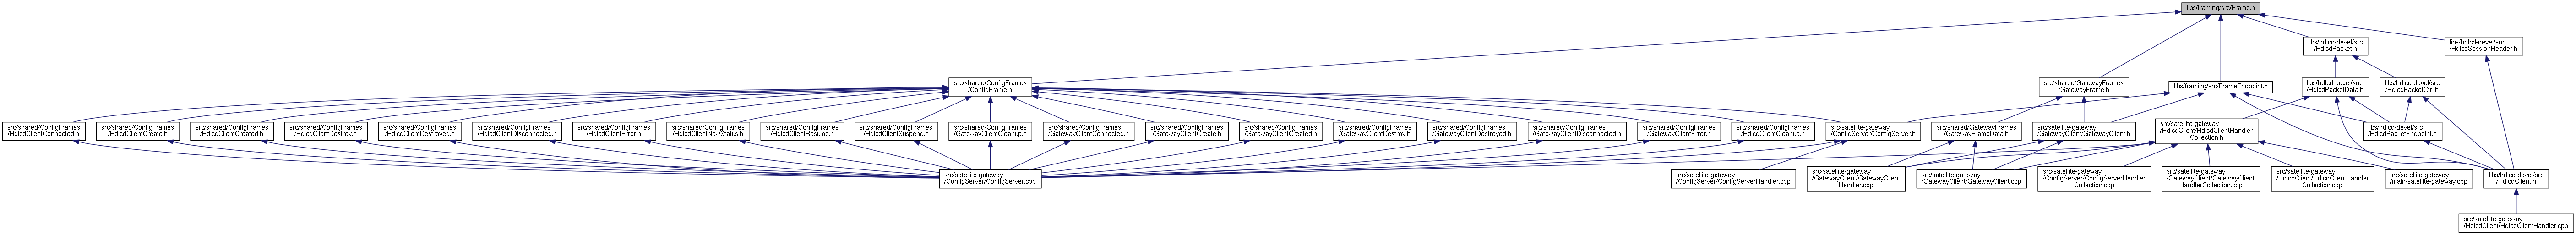 libs/framing/src/Frame.h
libs/hdlcd-devel/src
/HdlcdPacket.h
libs/hdlcd-devel/src
/HdlcdSessionHeader.h
src/shared/ConfigFrames
/ConfigFrame.h
src/shared/GatewayFrames
/GatewayFrame.h
libs/framing/src/FrameEndpoint.h
libs/hdlcd-devel/src
/HdlcdPacketData.h
libs/hdlcd-devel/src
/HdlcdPacketCtrl.h
src/shared/ConfigFrames
/HdlcdClientConnected.h
src/shared/ConfigFrames
/HdlcdClientCreate.h
src/shared/ConfigFrames
/HdlcdClientCreated.h
src/shared/ConfigFrames
/HdlcdClientDestroy.h
src/shared/ConfigFrames
/HdlcdClientDestroyed.h
src/shared/ConfigFrames
/HdlcdClientDisconnected.h
src/shared/ConfigFrames
/HdlcdClientError.h
src/shared/ConfigFrames
/HdlcdClientNewStatus.h
src/shared/ConfigFrames
/HdlcdClientResume.h
src/shared/ConfigFrames
/HdlcdClientSuspend.h
src/shared/ConfigFrames
/GatewayClientCleanup.h
src/shared/ConfigFrames
/GatewayClientConnected.h
src/shared/ConfigFrames
/GatewayClientCreate.h
src/shared/ConfigFrames
/GatewayClientCreated.h
src/shared/ConfigFrames
/GatewayClientDestroy.h
src/shared/ConfigFrames
/GatewayClientDestroyed.h
src/shared/ConfigFrames
/GatewayClientDisconnected.h
src/shared/ConfigFrames
/GatewayClientError.h
src/shared/ConfigFrames
/HdlcdClientCleanup.h
src/satellite-gateway
/ConfigServer/ConfigServer.h
src/shared/GatewayFrames
/GatewayFrameData.h
src/satellite-gateway
/GatewayClient/GatewayClient.h
src/satellite-gateway
/HdlcdClient/HdlcdClientHandler
Collection.h
libs/hdlcd-devel/src
/HdlcdPacketEndpoint.h
src/satellite-gateway
/ConfigServer/ConfigServer.cpp
src/satellite-gateway
/ConfigServer/ConfigServerHandler.cpp
src/satellite-gateway
/GatewayClient/GatewayClient
Handler.cpp
src/satellite-gateway
/GatewayClient/GatewayClient.cpp
src/satellite-gateway
/ConfigServer/ConfigServerHandler
Collection.cpp
src/satellite-gateway
/GatewayClient/GatewayClient
HandlerCollection.cpp
src/satellite-gateway
/HdlcdClient/HdlcdClientHandler
Collection.cpp
src/satellite-gateway
/main-satellite-gateway.cpp
libs/hdlcd-devel/src
/HdlcdClient.h
src/satellite-gateway
/HdlcdClient/HdlcdClientHandler.cpp